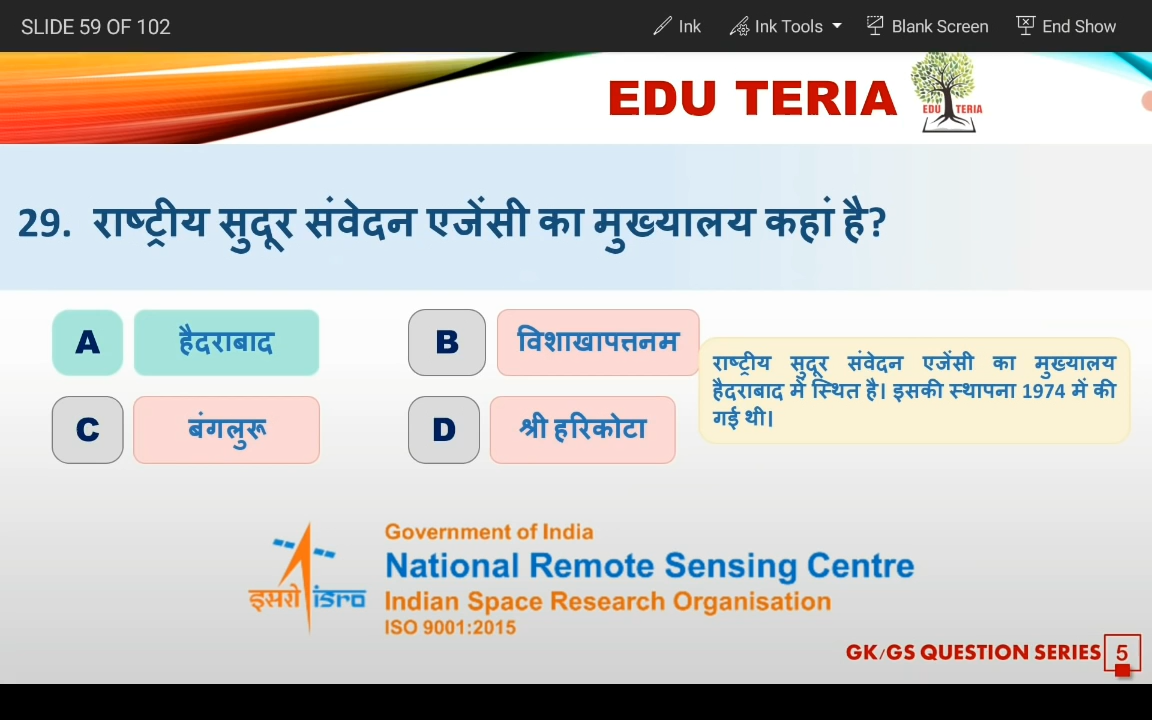 SLIDE 59 OF 102
Ink
Ink Tools
Blank Screen
End Show
EDU TERIA
EDU TERIA
29. राष्ट्रीय सुदूर संवेदन एजेंसी का मुख्यालय कहां है?
A हैदराबाद
B विशाखापत्तनम
C बंगलुरू
D श्री हरिकोटा
राष्ट्रीय सुदूर संवेदन एजेंसी का मुख्यालय
हैदराबाद में स्थित है। इसकी स्थापना 1974 में की
गई थी।
Government of India
National Remote Sensing Centre
इसरो isro
Indian Space Research Organisation
ISO 9001:2015
GK/GS QUESTION SERIES 5